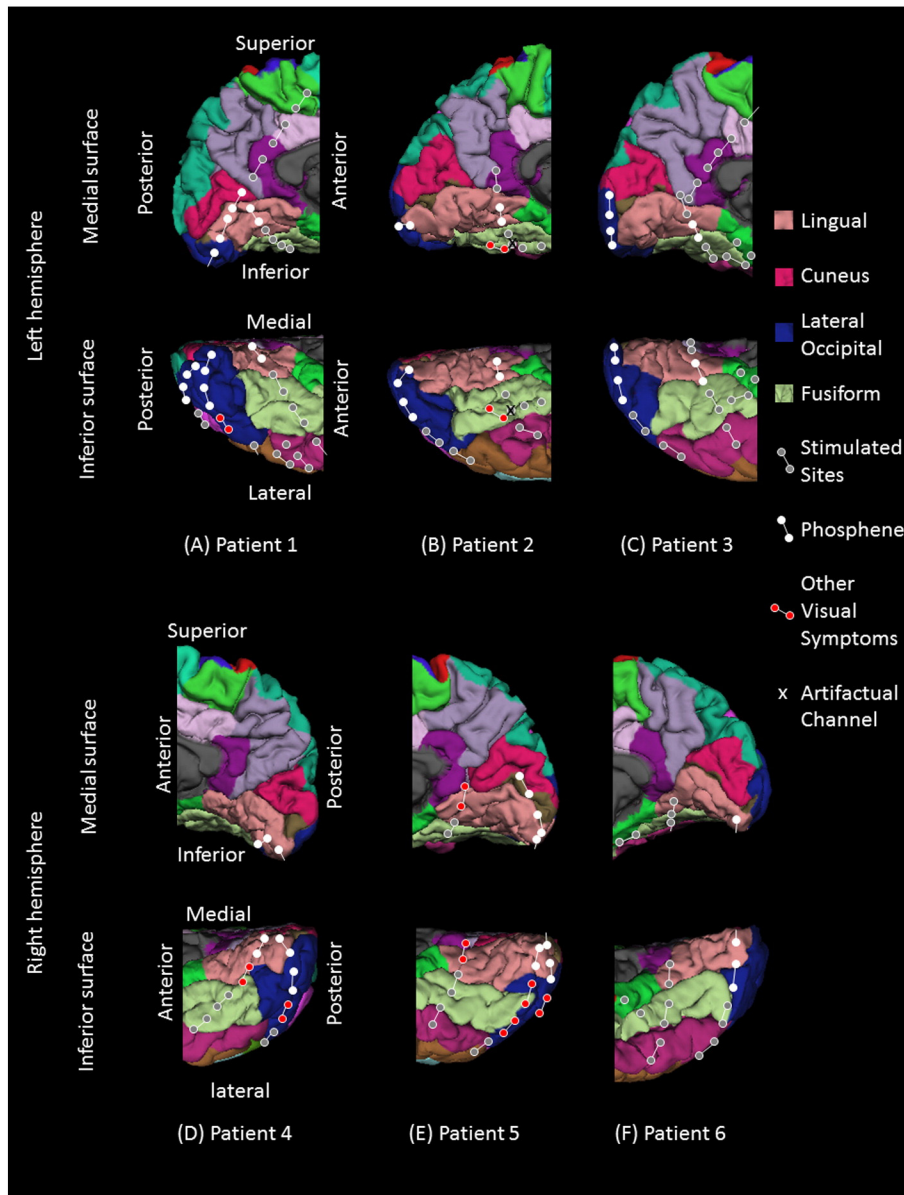 Superior
Left hemisphere
Medial surface
Posterior
Anterior
Inferior
Medial
Inferior surface
Posterior
Anterior
Lateral
(A) Patient 1
(B) Patient 2
(C) Patient 3
Lingual
Cuneus
Lateral
Occipital
Fusiform
Stimulated
Sites
Phosphene
Other
Visual
Symptoms
x Artifactual
Channel
x
x
Superior
Right hemisphere
Medial surface
Anterior
Posterior
Inferior
Medial
Inferior surface
Anterior
Posterior
lateral
(D) Patient 4
(E) Patient 5
(F) Patient 6